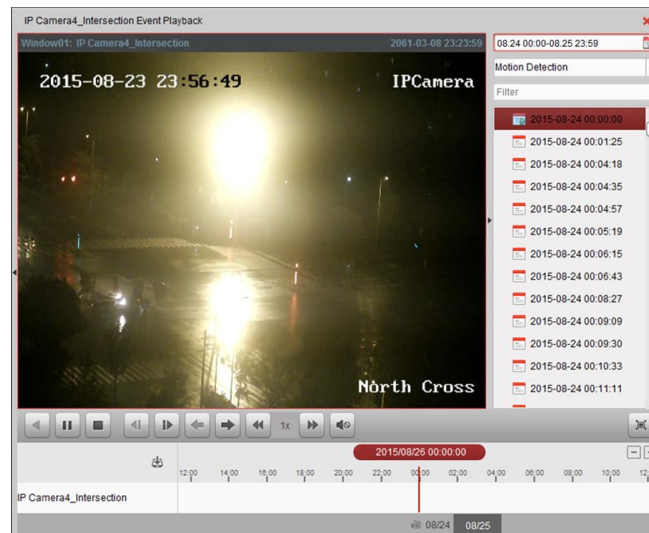 IP Camera4_Intersection Event Playback
Window01: IP Camera4_Intersection 2061-03-08 23:23:59
08.24 00:00-08.25 23:59
2015-08-23 23:56:49 IPCamera
Motion Detection
Filter
2015-08-24 00:00:00
2015-08-24 00:01:25
2015-08-24 00:04:18
2015-08-24 00:04:35
2015-08-24 00:04:57
2015-08-24 00:05:19
2015-08-24 00:06:15
2015-08-24 00:06:43
2015-08-24 00:08:27
2015-08-24 00:09:09
2015-08-24 00:09:30
2015-08-24 00:10:33
2015-08-24 00:11:11
North Cross
1x
2015/08/26 00:00:00
12:00 14:00 16:00 18:00 20:00 22:00 00:00 02:00 04:00 06:00 08:00 10:00 12:
IP Camera4_Intersection
08/24 08/25